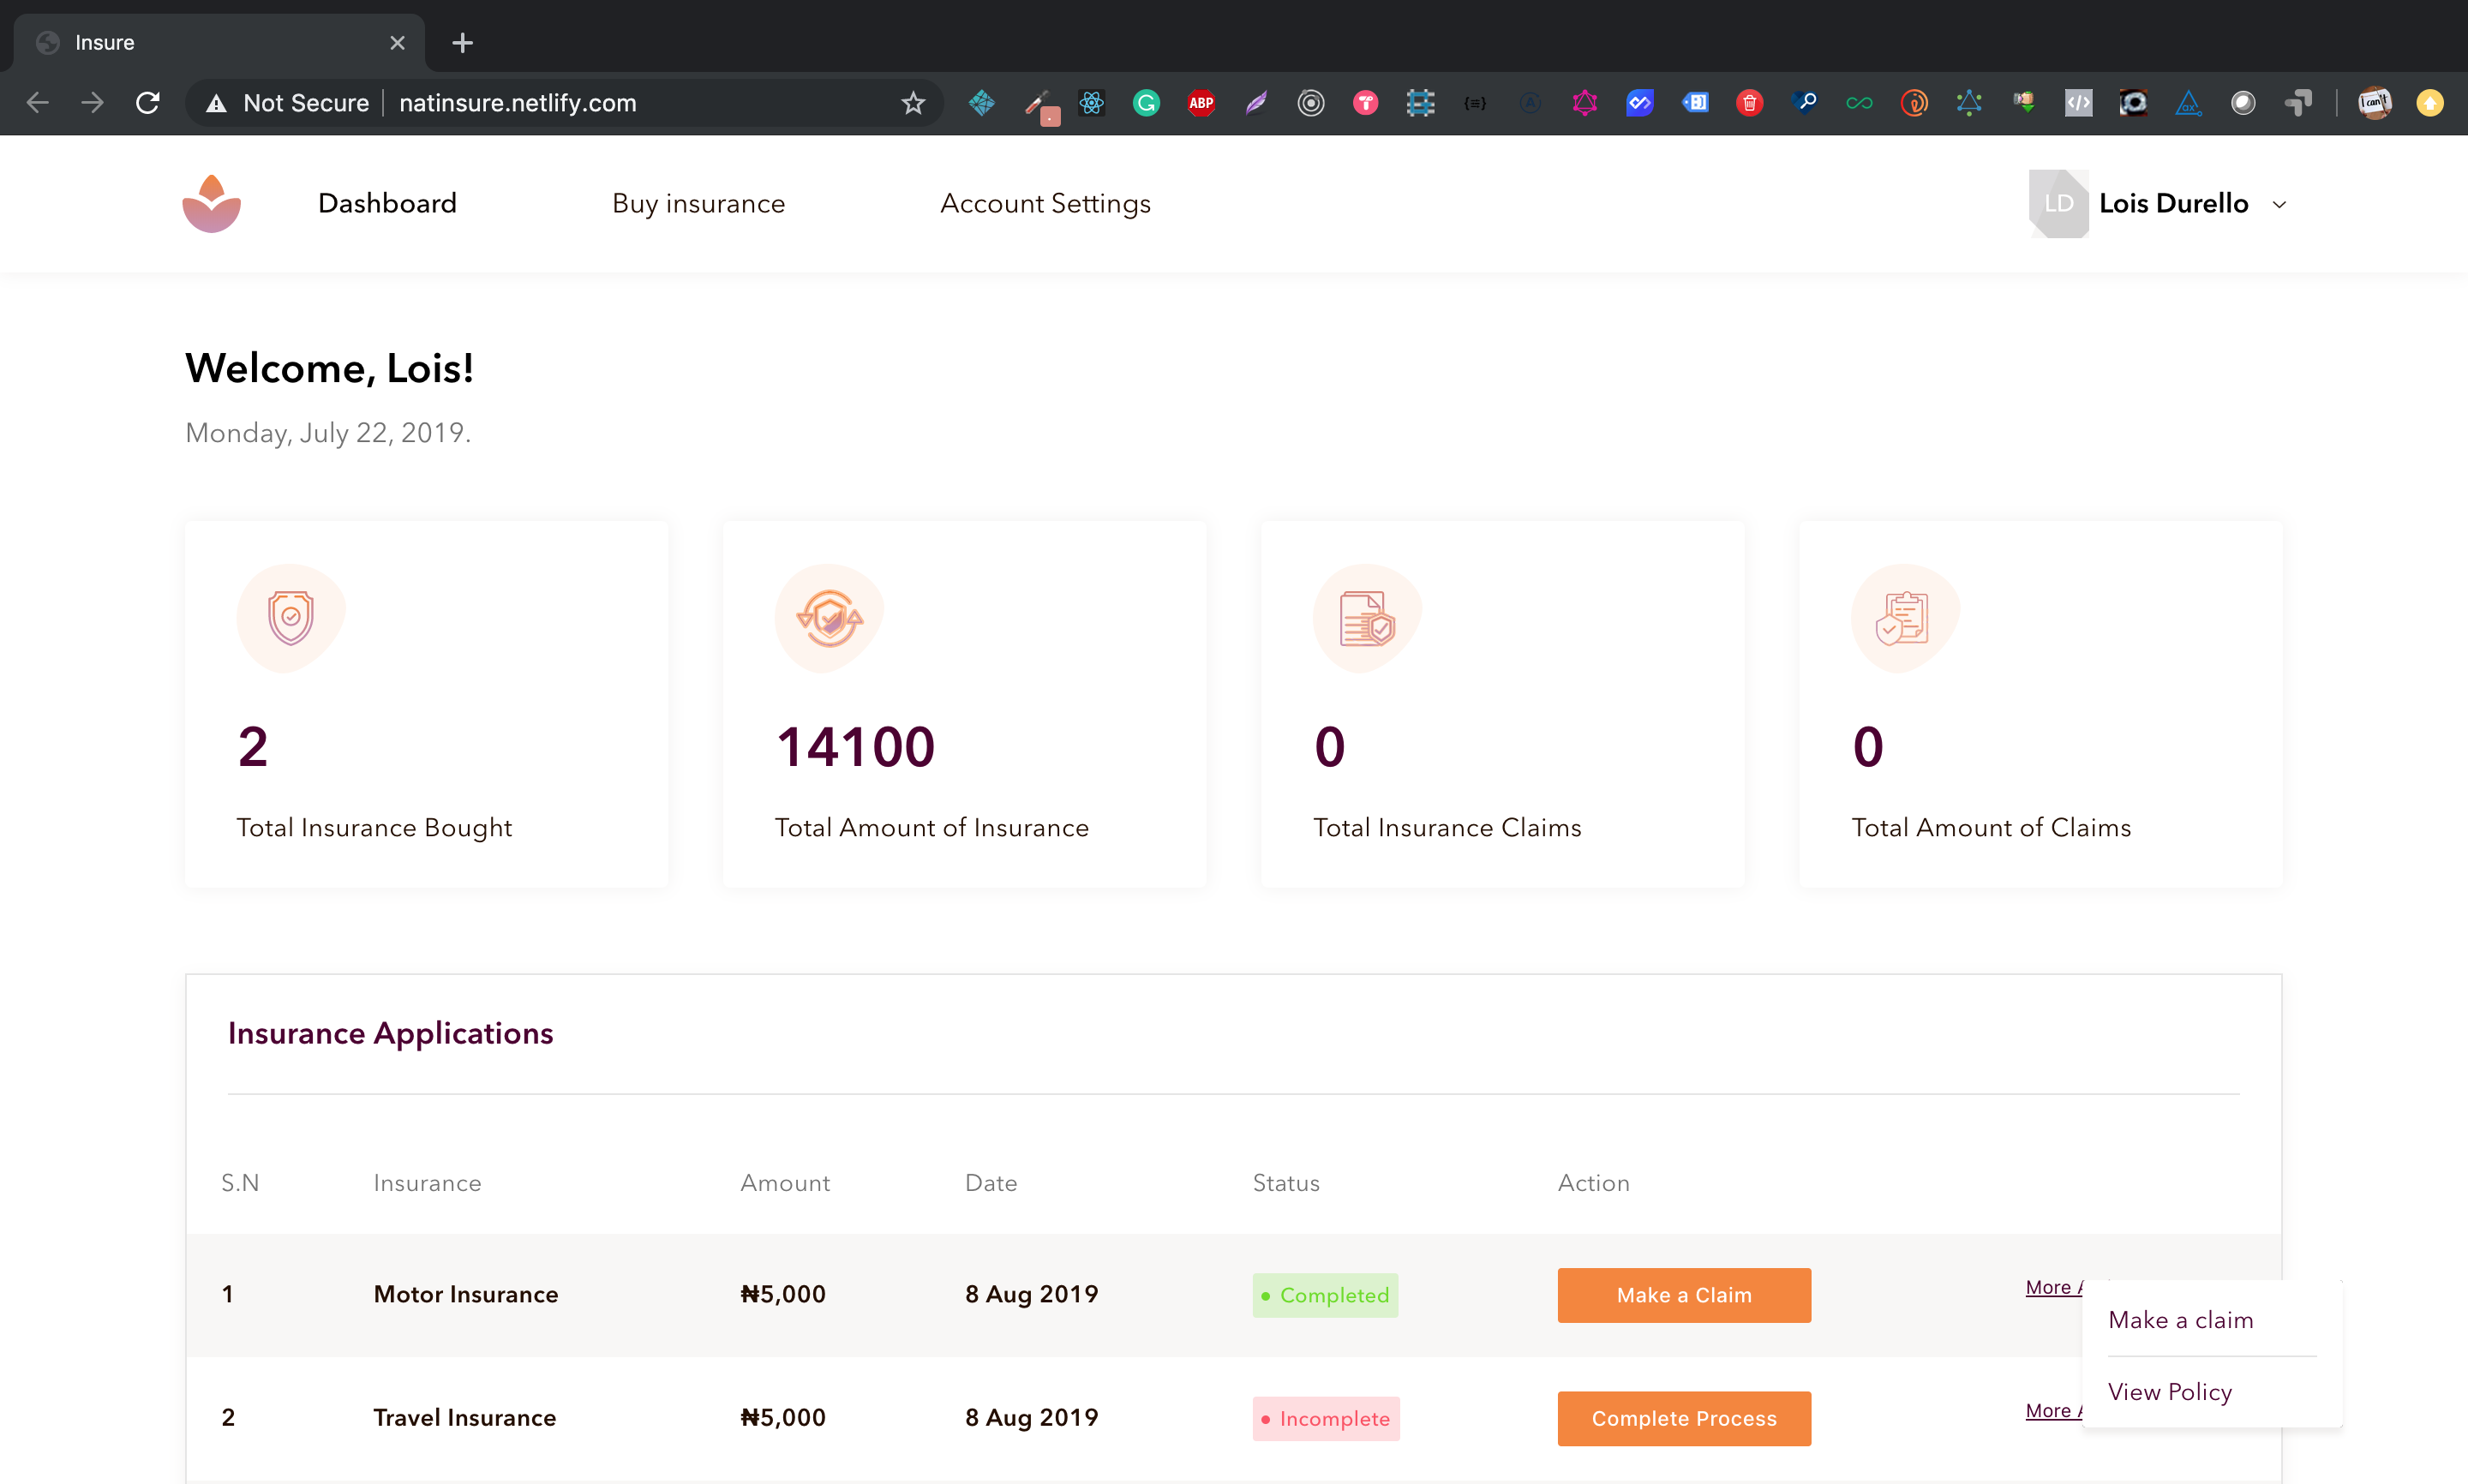 Insure
Not Secure natinsure.netlify.com
ABP
Dashboard Buy insurance Account Settings LD Lois Durello
Welcome, Lois!
Monday, July 22, 2019.
2 14100 0 0
Total Insurance Bought Total Amount of Insurance Total Insurance Claims Total Amount of Claims
Insurance Applications
S.N Insurance Amount Date Status Action
1 Motor Insurance ₦5,000 8 Aug 2019 Completed Make a Claim More
Make a claim
View Policy
2 Travel Insurance ₦5,000 8 Aug 2019 Incomplete Complete Process More